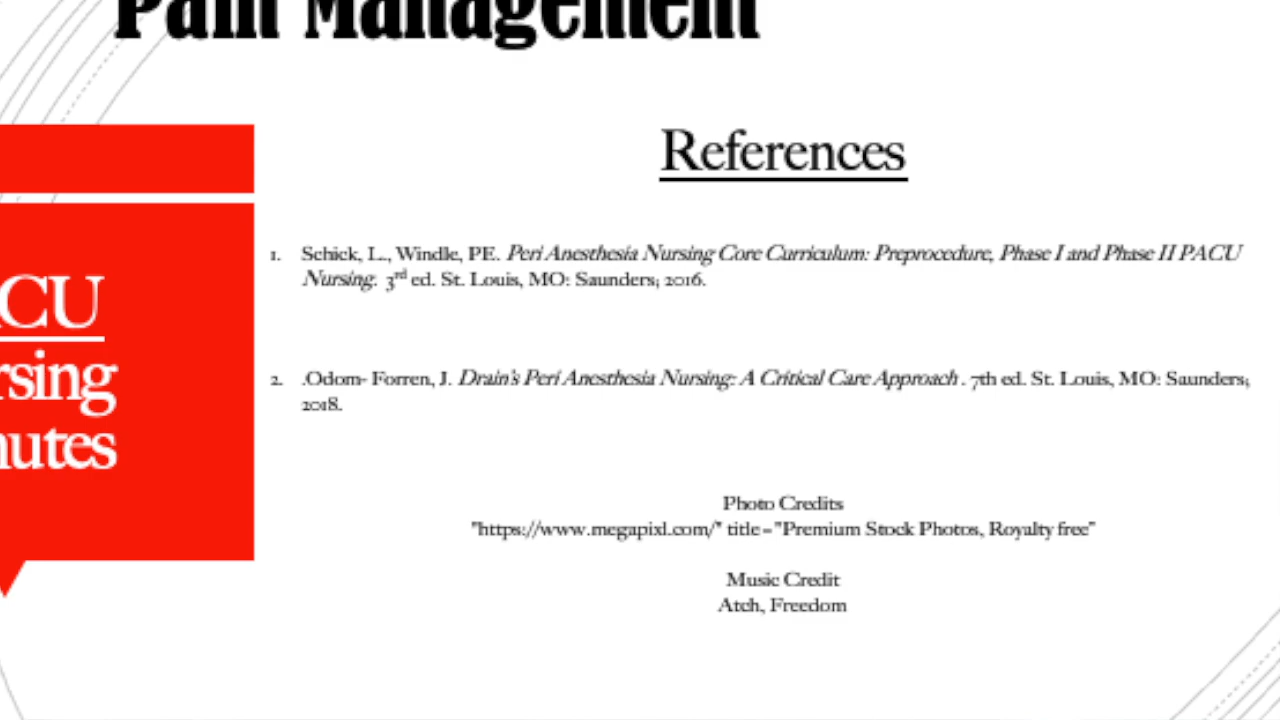 Pain Management
References
1. Schick, L., Windle, PE. Peri Anesthesia Nursing Core Curriculum: Preprocedure, Phase I and Phase II PACU
Nursing. 3rd ed. St. Louis, MO: Saunders; 2016.
2. .Odom- Forren, J. Drain's Peri Anesthesia Nursing: A Critical Care Approach . 7th ed. St. Louis, MO: Saunders;
2018.
Photo Credits
"https://www.megapixl.com/" title="Premium Stock Photos, Royalty free"
Music Credit
Atch, Freedom
CU
rsing
nutes